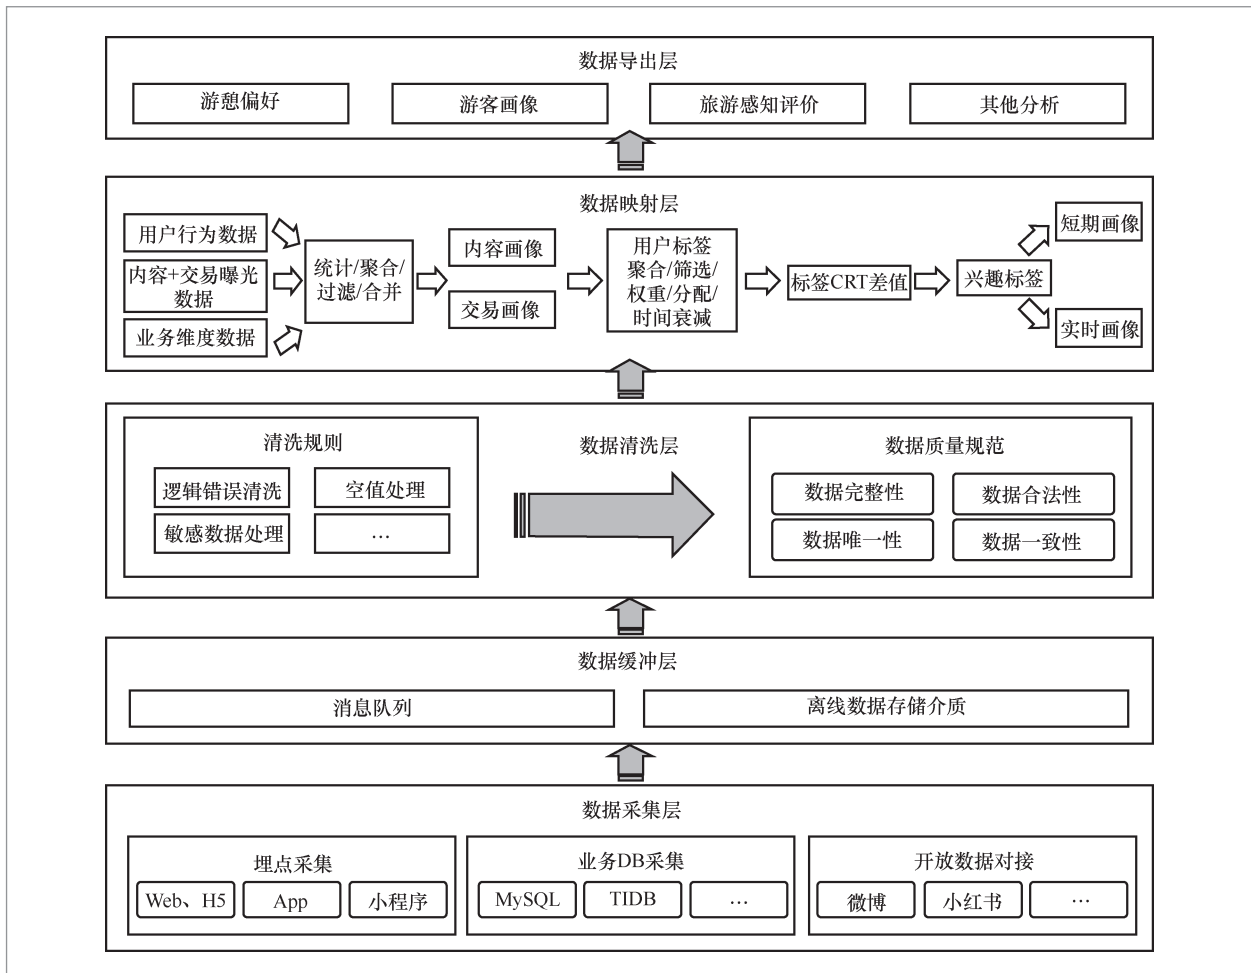 数据导出层
游憩偏好
游客画像
旅游感知评价
其他分析
数据映射层
用户行为数据
内容+交易曝光
数据
业务维度数据
统计/聚合/
过滤/合并
内容画像
交易画像
用户标签
聚合/筛选/
权重/分配/
时间衰减
标签CRT差值
兴趣标签
短期画像
实时画像
清洗规则
逻辑错误清洗
空值处理
敏感数据处理
…
数据清洗层
数据质量规范
数据完整性
数据合法性
数据唯一性
数据一致性
数据缓冲层
消息队列
离线数据存储介质
数据采集层
埋点采集
Web、H5
App
小程序
业务DB采集
MySQL
TIDB
…
开放数据对接
微博
小红书
…